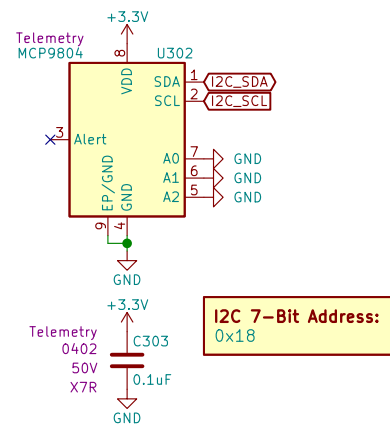 +3.3V
Telemetry
MCP9804
U302
8
VDD
SDA 1 I2C_SDA
SCL 2 I2C_SCL
3 Alert
A0 7 GND
A1 6 GND
A2 5 GND
EP/GND
GND
9 4
GND
+3.3V
Telemetry
0402
50V
X7R
C303
0.1uF
GND
I2C 7-Bit Address:
0x18